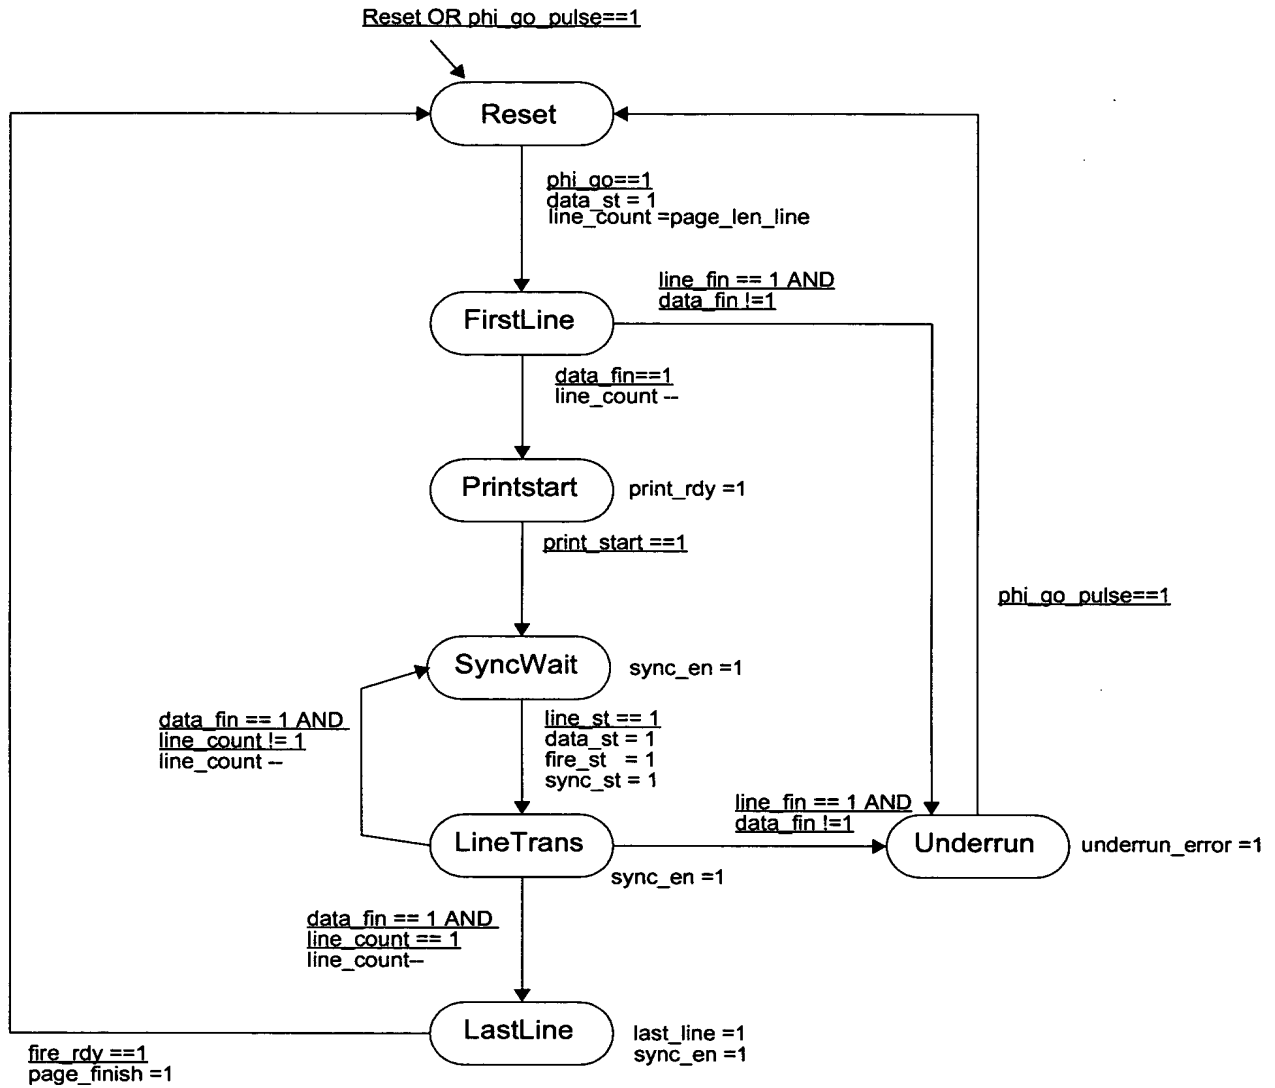 Reset OR phi_go_pulse==1
Reset
phi_go==1
data_st = 1
line_count =page_len_line
line_fin == 1 AND
data_fin !=1
FirstLine
data_fin==1
line_count --
Printstart
print_rdy =1
print_start ==1
phi_go_pulse==1
SyncWait
sync_en =1
data_fin == 1 AND
line_count != 1
line_count --
line_st == 1
data_st = 1
fire_st = 1
sync_st = 1
line_fin == 1 AND
data_fin !=1
LineTrans
sync_en =1
Underrun
underrun_error =1
data_fin == 1 AND
line_count == 1
line_count--
LastLine
last_line =1
sync_en =1
fire_rdy ==1
page_finish =1